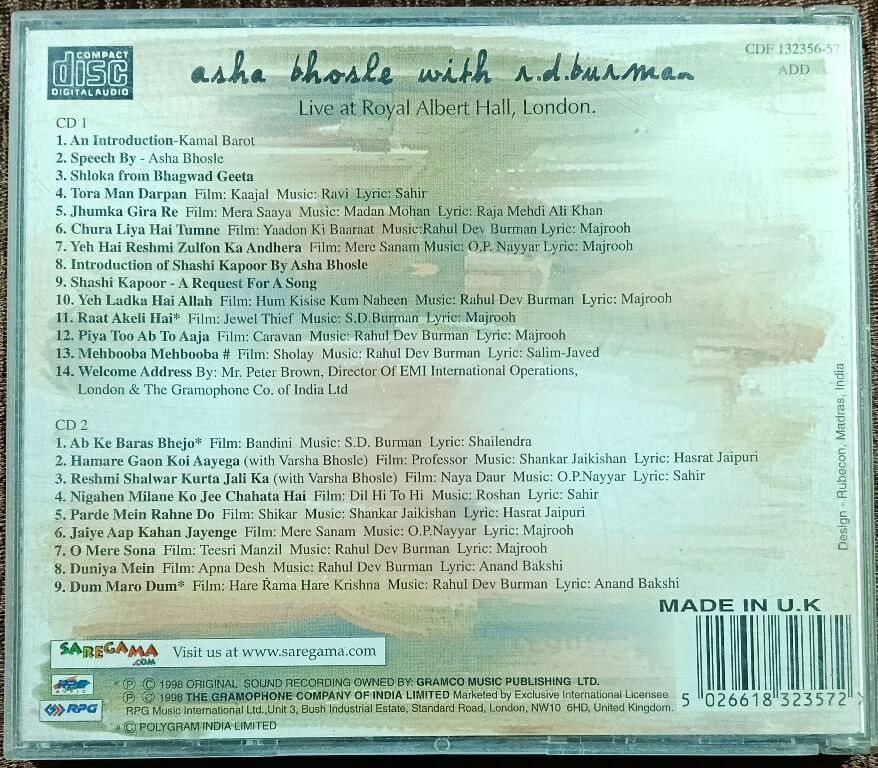 COMPACT
disc
DIGITAL AUDIO
asha bhosle with r.d.burman
CDF 132356-57
ADD
Live at Royal Albert Hall, London.
CD 1
1. An Introduction-Kamal Barot
2. Speech By - Asha Bhosle
3. Shloka from Bhagwad Geeta
4. Tora Man Darpan Film: Kaajal Music: Ravi Lyric: Sahir
5. Jhumka Gira Re Film: Mera Saaya Music: Madan Mohan Lyric: Raja Mehdi Ali Khan
6. Chura Liya Hai Tumne Film: Yaadon Ki Baaraat Music:Rahul Dev Burman Lyric: Majrooh
7. Yeh Hai Reshmi Zulfon Ka Andhera Film: Mere Sanam Music: O.P. Nayyar Lyric: Majrooh
8. Introduction of Shashi Kapoor By Asha Bhosle
9. Shashi Kapoor - A Request For A Song
10. Yeh Ladka Hai Allah Film: Hum Kisise Kum Naheen Music: Rahul Dev Burman Lyric: Majrooh
11. Raat Akeli Hai* Film: Jewel Thief Music: S.D.Burman Lyric: Majrooh
12. Piya Too Ab To Aaja Film: Caravan Music: Rahul Dev Burman Lyric: Majrooh
13. Mehbooba Mehbooba # Film: Sholay Music: Rahul Dev Burman Lyric: Salim-Javed
14. Welcome Address By: Mr. Peter Brown, Director Of EMI International Operations,
London & The Gramophone Co. of India Ltd
CD 2
1. Ab Ke Baras Bhejo* Film: Bandini Music: S.D. Burman Lyric: Shailendra
2. Hamare Gaon Koi Aayega (with Varsha Bhosle) Film: Professor Music: Shankar Jaikishan Lyric: Hasrat Jaipuri
3. Reshmi Shalwar Kurta Jali Ka (with Varsha Bhosle) Film: Naya Daur Music: O.P.Nayyar Lyric: Sahir
4. Nigahen Milane Ko Jee Chahata Hai Film: Dil Hi To Hi Music: Roshan Lyric: Sahir
5. Parde Mein Rahne Do Film: Shikar Music: Shankar Jaikishan Lyric: Hasrat Jaipuri
6. Jaiye Aap Kahan Jayenge Film: Mere Sanam Music: O.P.Nayyar Lyric: Majrooh
7. O Mere Sona Film: Teesri Manzil Music: Rahul Dev Burman Lyric: Majrooh
8. Duniya Mein Film: Apna Desh Music: Rahul Dev Burman Lyric: Anand Bakshi
9. Dum Maro Dum* Film: Hare Rama Hare Krishna Music: Rahul Dev Burman Lyric: Anand Bakshi
Design - Rubecon, Madras, India
MADE IN U.K
SAREGAMA
.COM
Visit us at www.saregama.com
RPG
MUSIC
RPG
* Ⓟ © 1998 ORIGINAL SOUND RECORDING OWNED BY: GRAMCO MUSIC PUBLISHING LTD.
Ⓟ © 1998 THE GRAMOPHONE COMPANY OF INDIA LIMITED Marketed by Exclusive International Licensee
RPG Music International Ltd.,Unit 3, Bush Industrial Estate, Standard Road, London, NW10 6HD, United Kingdom.
# © POLYGRAM INDIA LIMITED
5 026618 323572 >